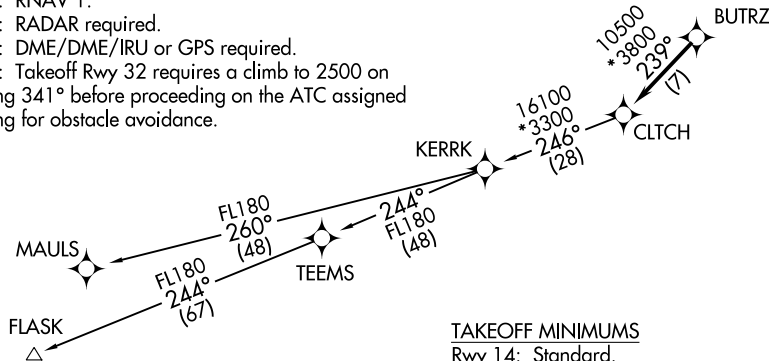 : RNAV 1.
: RADAR required.
: DME/DME/IRU or GPS required.
: Takeoff Rwy 32 requires a climb to 2500 on
ng 341° before proceeding on the ATC assigned
ng for obstacle avoidance.
BUTRZ
10500
*3800
239°
(7)
CLTCH
16100
*3300
246°
(28)
KERRK
FL180
260°
(48)
MAULS
244°
FL180
(48)
TEEMS
FL180
244°
(67)
FLASK
TAKEOFF MINIMUMS
Rwy 14: Standard.